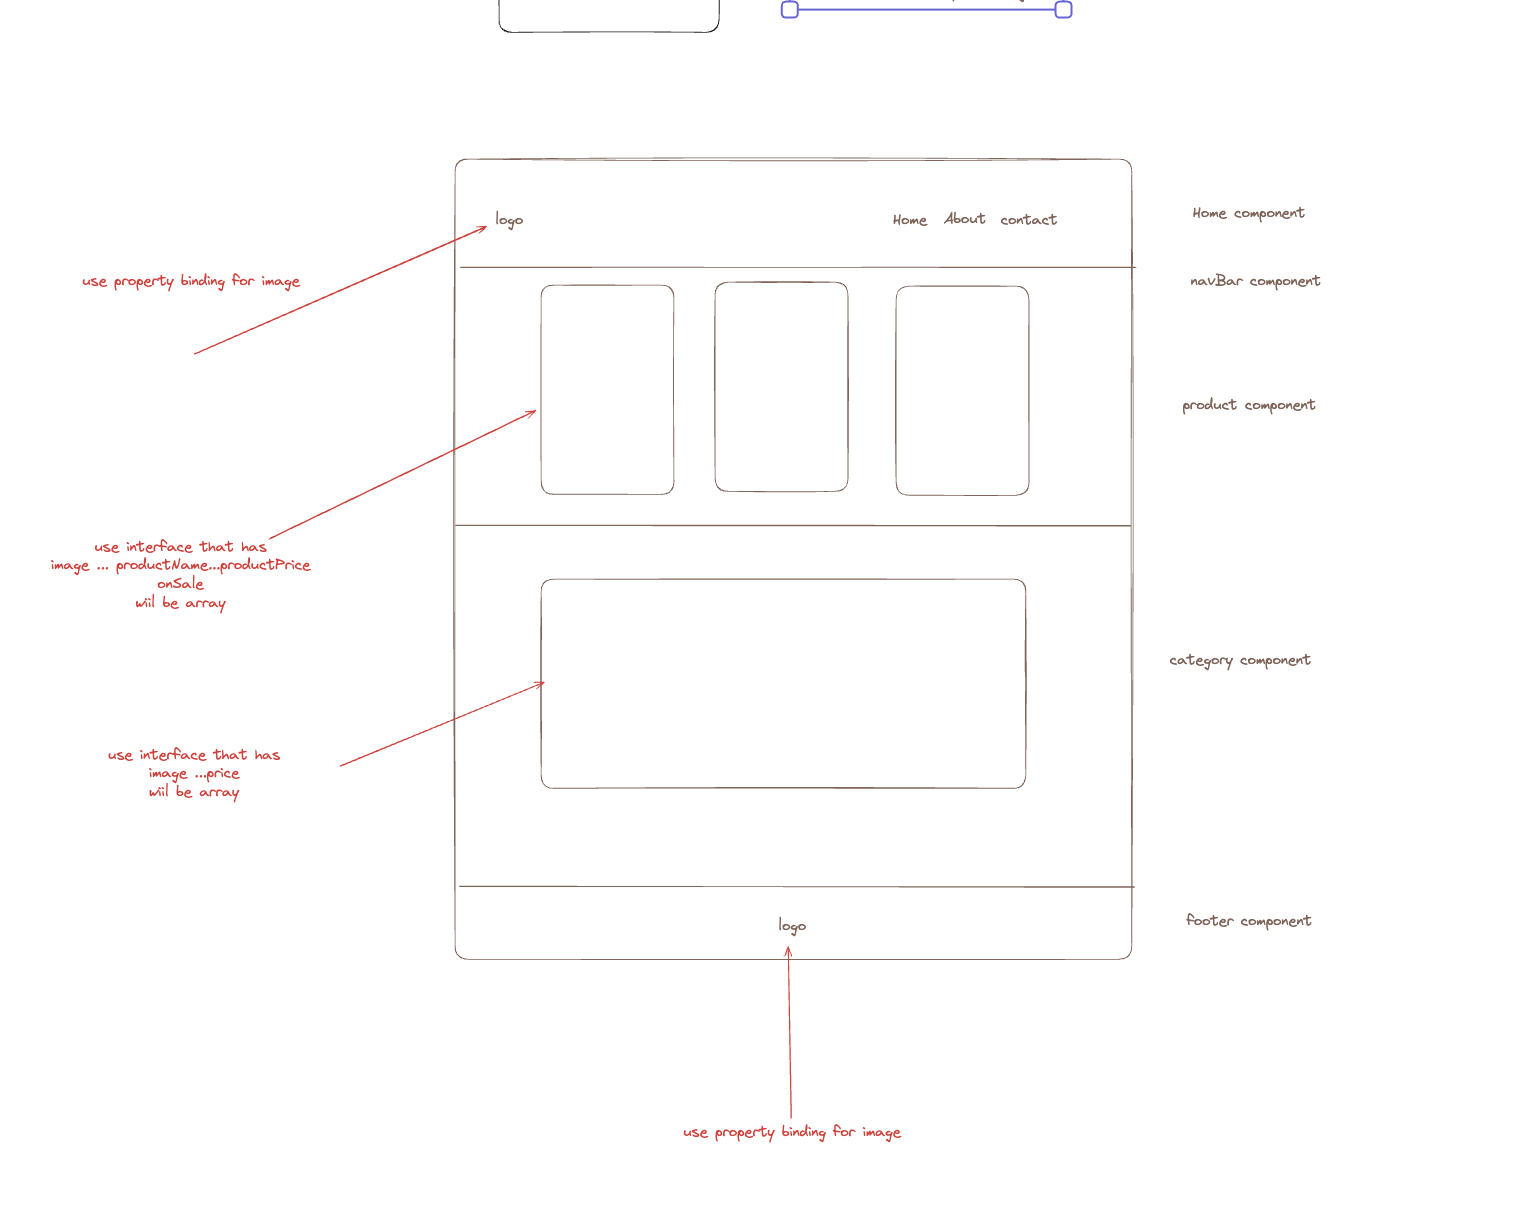 logo
Home About contact
Home component
use property binding for image
navBar component
product component
use interface that has
image ... productName...productPrice
onSale
wiil be array
category component
use interface that has
image ...price
wiil be array
logo
footer component
use property binding for image